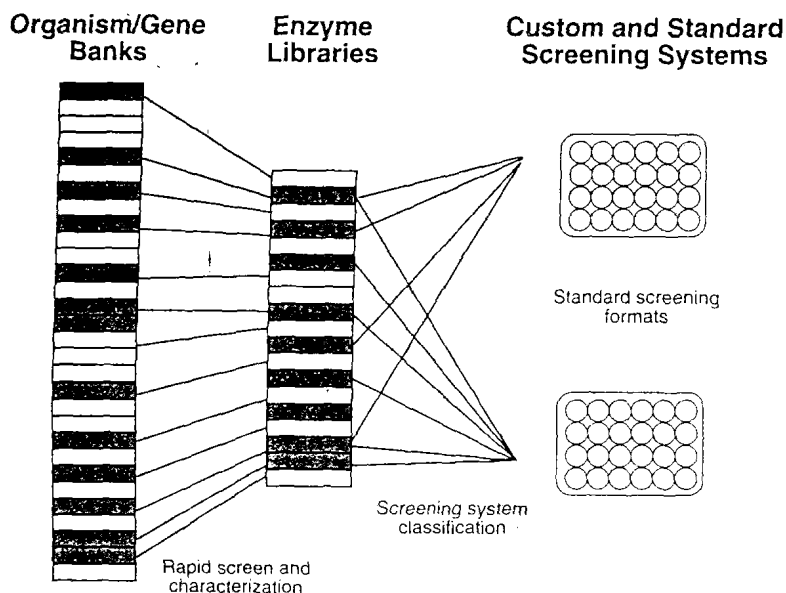 Organism/Gene
Banks
Enzyme
Libraries
Custom and Standard
Screening Systems
Standard screening
formats
Screening system
classification
Rapid screen and
characterization